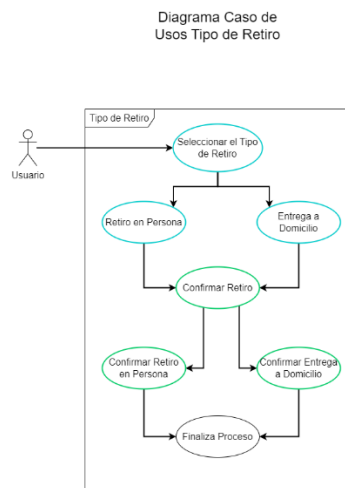 Diagrama Caso de
Usos Tipo de Retiro
Tipo de Retiro
Usuario
Seleccionar el Tipo
de Retiro
Retiro en Persona
Entrega a
Domicilio
Confirmar Retiro
Confirmar Retiro
en Persona
Confirmar Entrega
a Domicilio
Finaliza Proceso